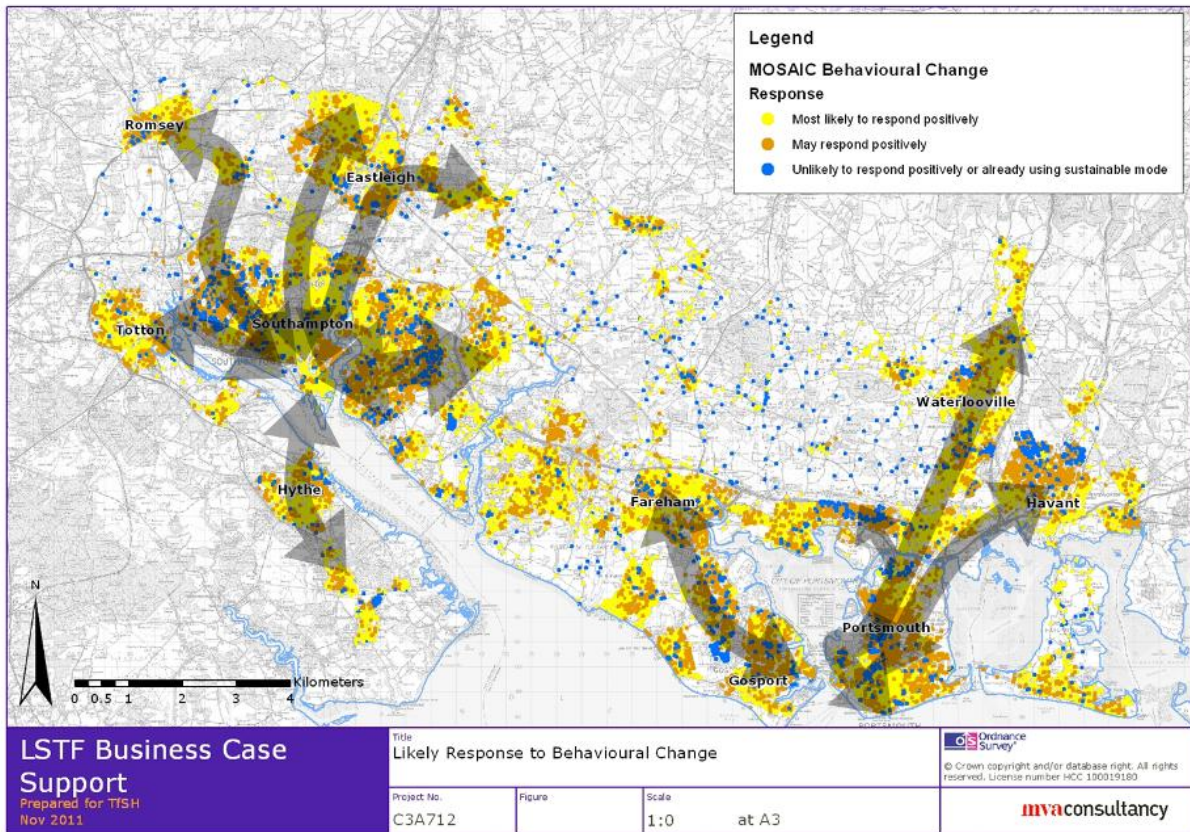 Legend
MOSAIC Behavioural Change
Response
Most likely to respond positively
May respond positively
Unlikely to respond positively or already using sustainable mode
Romsey
Eastleigh
Totton
Southampton
Waterlooville
Hythe
Fareham
Havant
Portsmouth
Gosport
N
0 0.5 1 2 3 4 Kilometers
LSTF Business Case
Support
Prepared for TfSH
Nov 2011
Title
Likely Response to Behavioural Change
Project No.
C3A712
Figure
Scale
1:0 at A3
OS Ordnance
Survey®
© Crown copyright and/or database right. All rights
reserved. License number HCC 100019180
mvaconsultancy